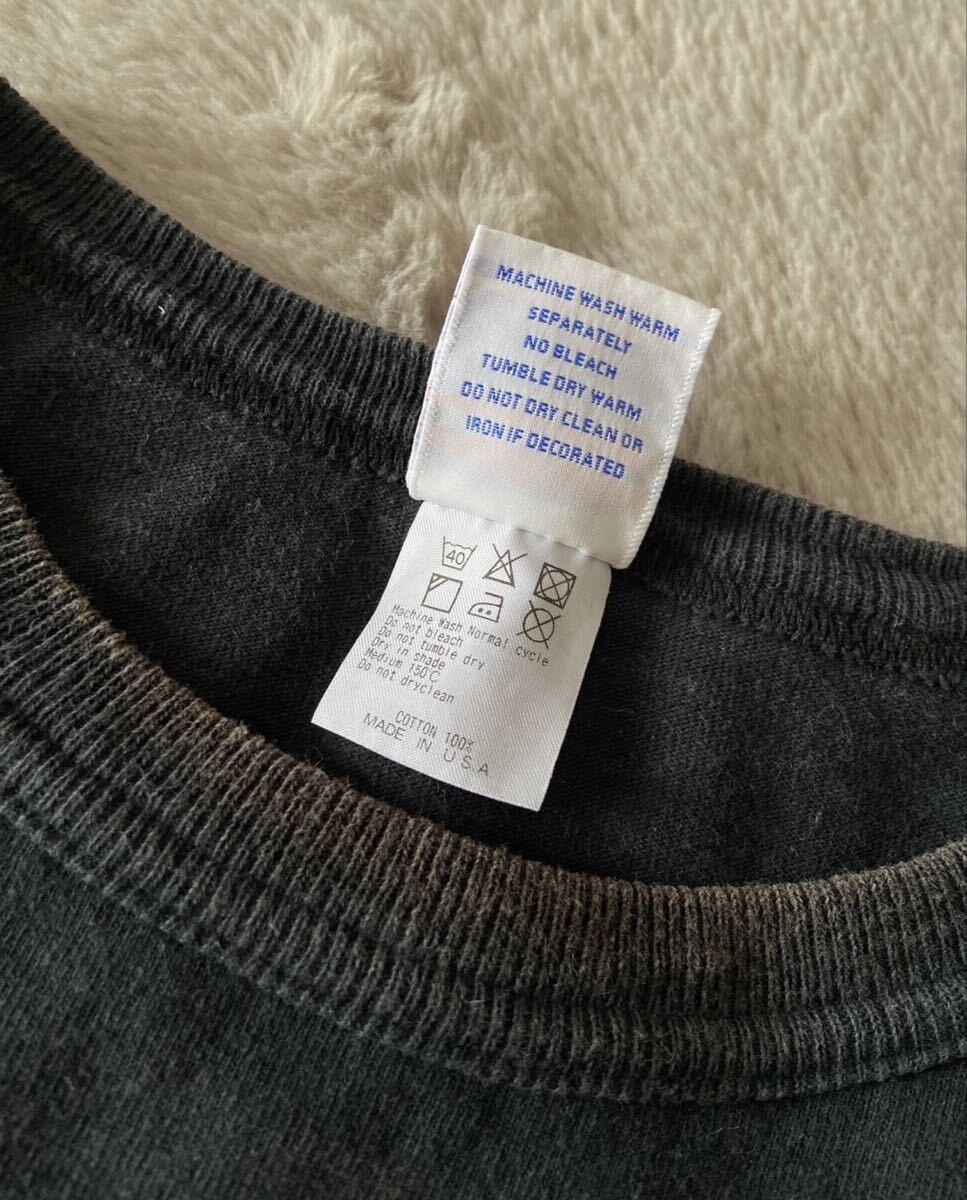 MACHINE WASH WARM
SEPARATELY
NO BLEACH
TUMBLE DRY WARM
DO NOT DRY CLEAN OR
IRON IF DECORATED
40
Machine Wash Normal cycle
Do not bleach
Do not tumble dry
Dry in shade
Medium 150℃
Do not dryclean
COTTON 100%
MADE IN U.S.A